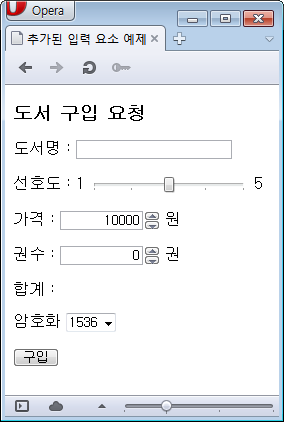 Opera
추가된 입력 요소 예제
도서 구입 요청
도서명 :
선호도 : 1 5
가격 : 10000 원
권수 : 0 권
합계 :
암호화 1536
구입